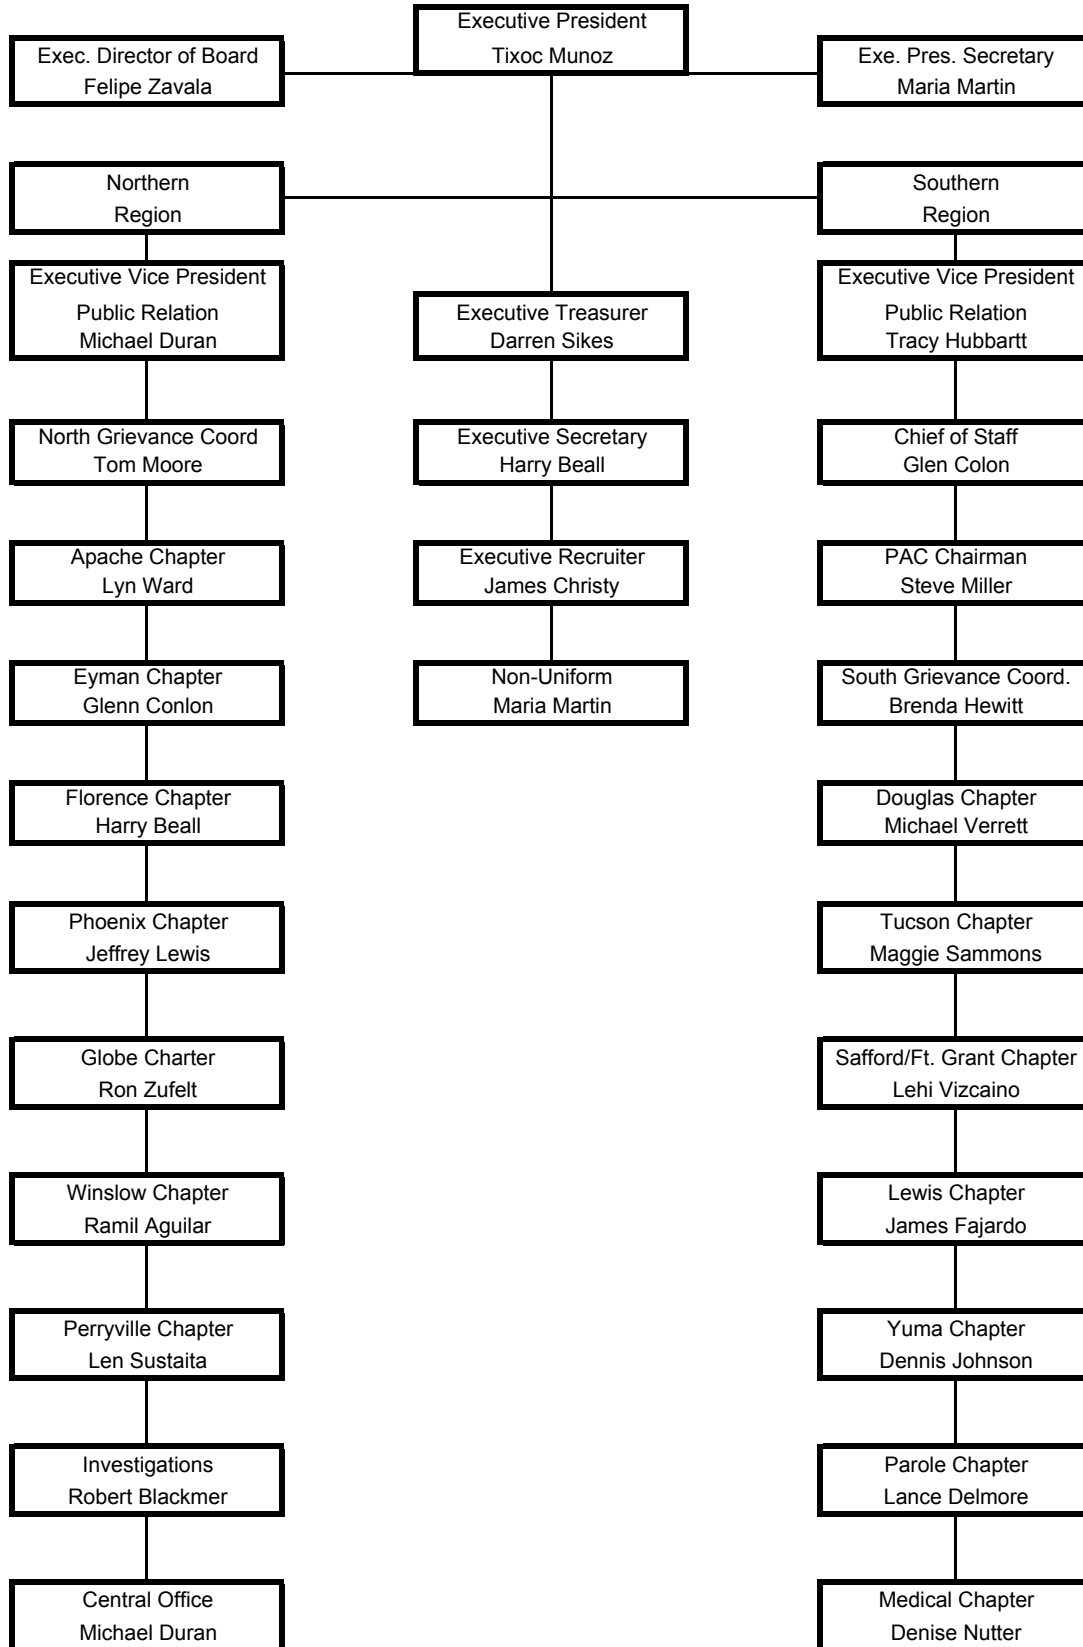 Executive President
Tixoc Munoz
Exec. Director of Board
Felipe Zavala
Exe. Pres. Secretary
Maria Martin
Northern
Region
Southern
Region
Executive Vice President
Public Relation
Michael Duran
Executive Treasurer
Darren Sikes
Executive Vice President
Public Relation
Tracy Hubbartt
North Grievance Coord
Tom Moore
Executive Secretary
Harry Beall
Chief of Staff
Glen Colon
Apache Chapter
Lyn Ward
Executive Recruiter
James Christy
PAC Chairman
Steve Miller
Eyman Chapter
Glenn Conlon
Non-Uniform
Maria Martin
South Grievance Coord.
Brenda Hewitt
Florence Chapter
Harry Beall
Douglas Chapter
Michael Verrett
Phoenix Chapter
Jeffrey Lewis
Tucson Chapter
Maggie Sammons
Globe Charter
Ron Zufelt
Safford/Ft. Grant Chapter
Lehi Vizcaino
Winslow Chapter
Ramil Aguilar
Lewis Chapter
James Fajardo
Perryville Chapter
Len Sustaita
Yuma Chapter
Dennis Johnson
Investigations
Robert Blackmer
Parole Chapter
Lance Delmore
Central Office
Michael Duran
Medical Chapter
Denise Nutter